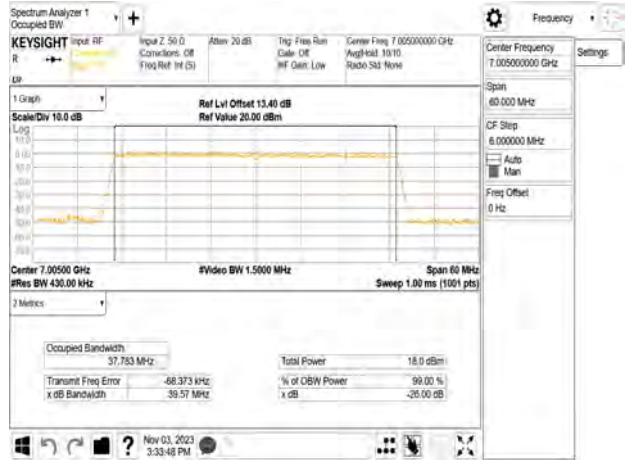 Spectrum Analyzer 1
Occupied BW
Frequency
KEYSIGHT Input: RF
R
Input Z: 50 Ω
Corrections: Off
Freq Ref: Int (S)
Atten: 20 dB
Trig: Free Run
Gate: Off
#IF Gain: Low
Center Freq: 7.005000000 GHz
Avg|Hold: 10/10
Radio Std: None
Center Frequency
7.005000000 GHz
Settings
Span
60.000 MHz
CF Step
6.000000 MHz
Auto
Man
Freq Offset
0 Hz
1 Graph
Scale/Div 10.0 dB
Ref Lvl Offset 13.40 dB
Ref Value 20.00 dBm
Log
Center 7.00500 GHz
#Res BW 430.00 kHz
#Video BW 1.5000 MHz
Span 60 MHz
Sweep 1.00 ms (1001 pts)
2 Metrics
Occupied Bandwidth
37.783 MHz
Total Power 18.0 dBm
Transmit Freq Error -68.373 kHz
% of OBW Power 99.00 %
x dB Bandwidth 39.57 MHz
x dB -26.00 dB
Nov 03, 2023
3:33:48 PM